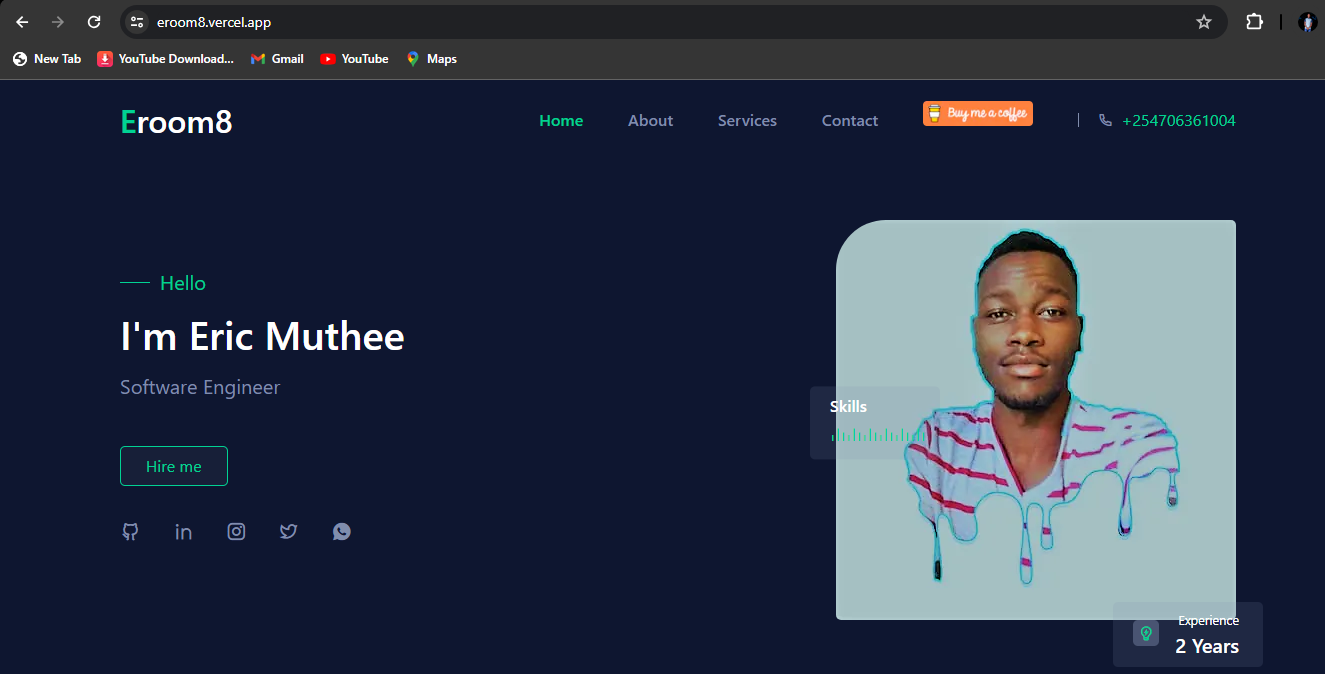 eroom8.vercel.app
New Tab
YouTube Download...
Gmail
YouTube
Maps
Eroom8
Home
About
Services
Contact
Buy me a coffee
+254706361004
Hello
I'm Eric Muthee
Software Engineer
Hire me
in
Skills
Experience
2 Years